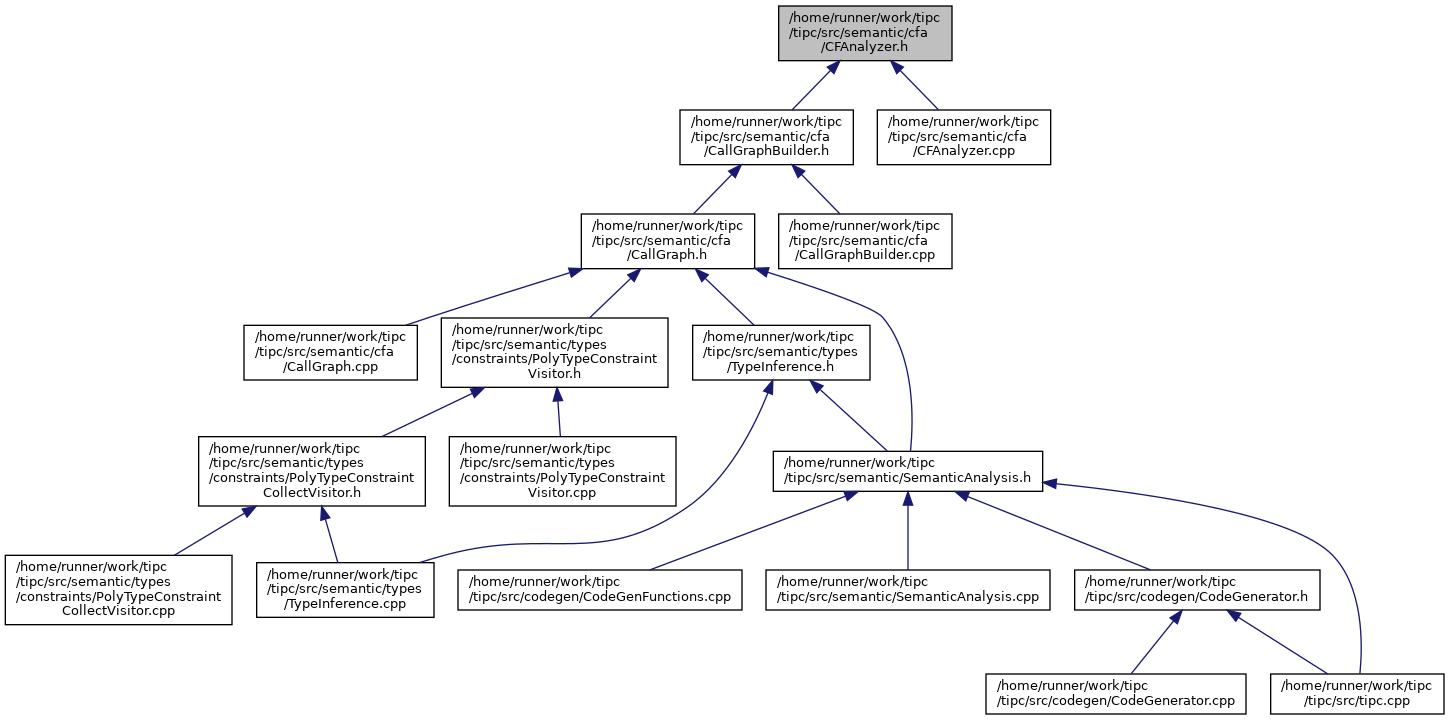 /home/runner/work/tipc
/tipc/src/semantic/cfa
/CFAnalyzer.h
/home/runner/work/tipc
/tipc/src/semantic/cfa
/CallGraphBuilder.h
/home/runner/work/tipc
/tipc/src/semantic/cfa
/CFAnalyzer.cpp
/home/runner/work/tipc
/tipc/src/semantic/cfa
/CallGraph.h
/home/runner/work/tipc
/tipc/src/semantic/cfa
/CallGraphBuilder.cpp
/home/runner/work/tipc
/tipc/src/semantic/cfa
/CallGraph.cpp
/home/runner/work/tipc
/tipc/src/semantic/types
/constraints/PolyTypeConstraint
Visitor.h
/home/runner/work/tipc
/tipc/src/semantic/types
/TypeInference.h
/home/runner/work/tipc
/tipc/src/semantic/types
/constraints/PolyTypeConstraint
CollectVisitor.h
/home/runner/work/tipc
/tipc/src/semantic/types
/constraints/PolyTypeConstraint
Visitor.cpp
/home/runner/work/tipc
/tipc/src/semantic/SemanticAnalysis.h
/home/runner/work/tipc
/tipc/src/semantic/types
/constraints/PolyTypeConstraint
CollectVisitor.cpp
/home/runner/work/tipc
/tipc/src/semantic/types
/TypeInference.cpp
/home/runner/work/tipc
/tipc/src/codegen/CodeGenFunctions.cpp
/home/runner/work/tipc
/tipc/src/semantic/SemanticAnalysis.cpp
/home/runner/work/tipc
/tipc/src/codegen/CodeGenerator.h
/home/runner/work/tipc
/tipc/src/codegen/CodeGenerator.cpp
/home/runner/work/tipc
/tipc/src/tipc.cpp